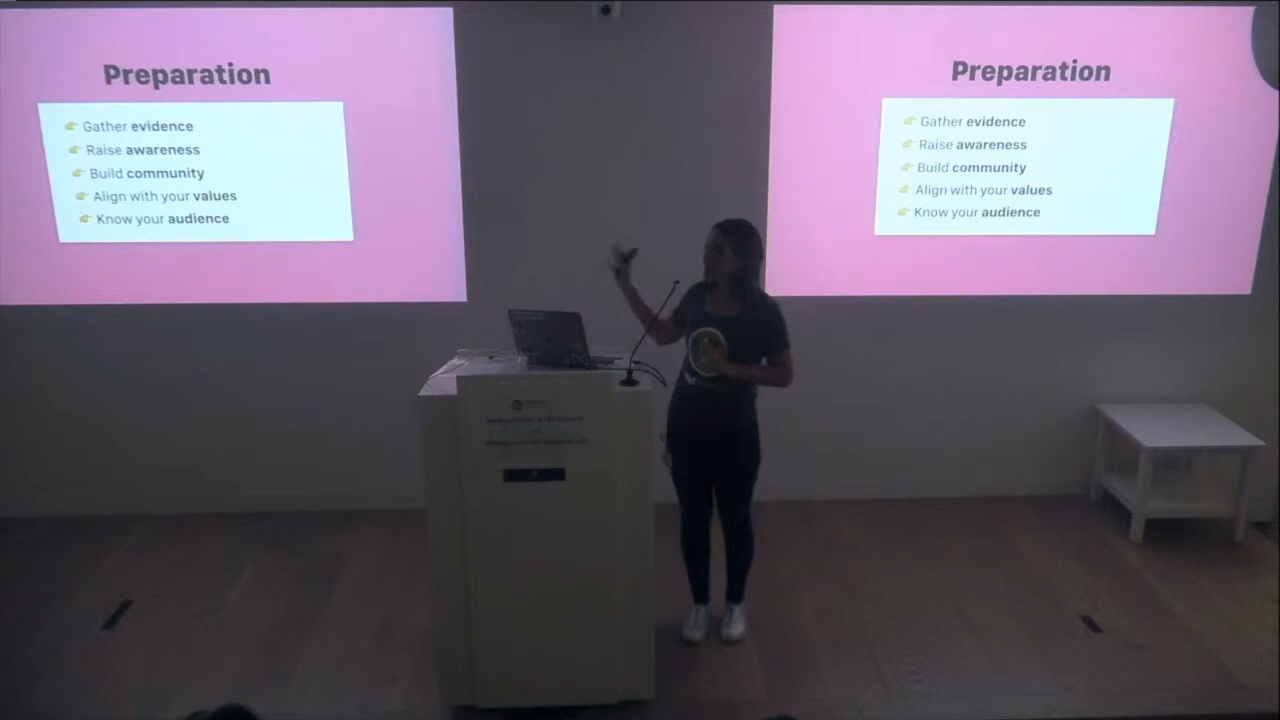 Preparation
👉 Gather evidence
👉 Raise awareness
👉 Build community
👉 Align with your values
👉 Know your audience
Preparation
👉 Gather evidence
👉 Raise awareness
👉 Build community
👉 Align with your values
👉 Know your audience